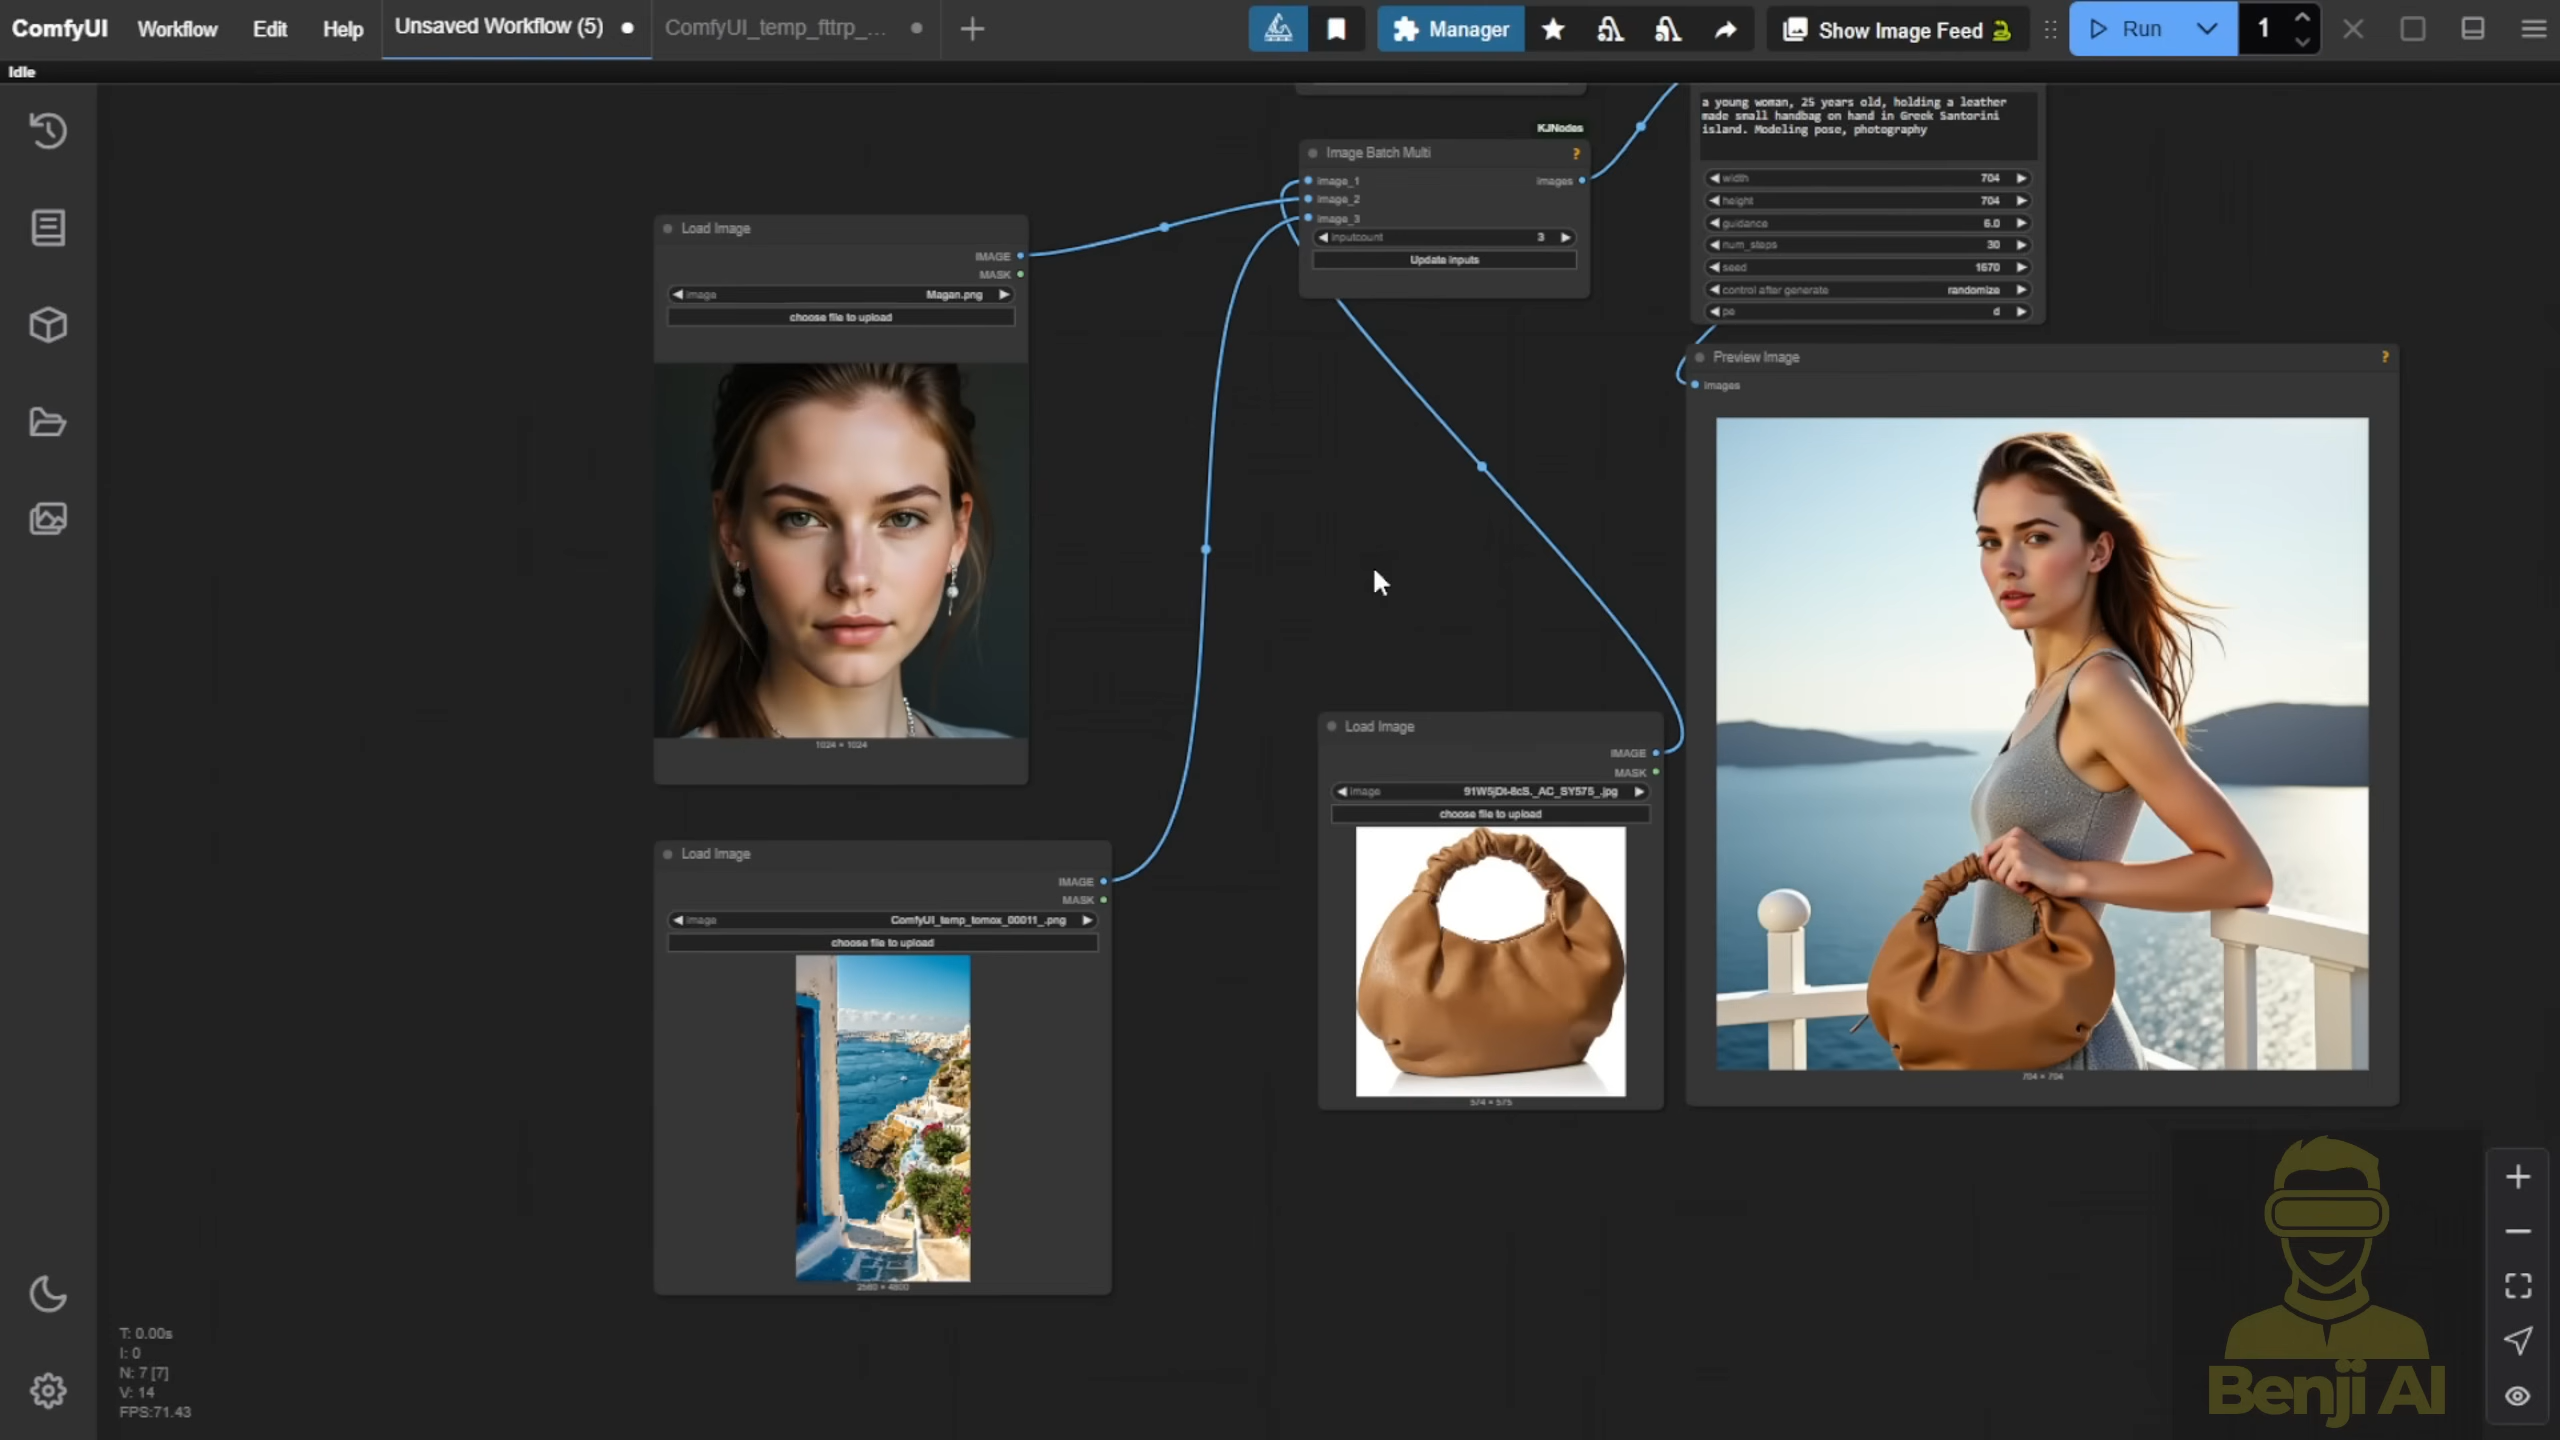 ComfyUI Workflow Edit Help Unsaved Workflow (5) ComfyUI_temp_fttrp_... Manager Show Image Feed Run 1
Idle
a young woman, 25 years old, holding a leather
made small handbag on hand in Greek Santorini
island. Modeling pose, photography
width 704
height 704
guidance 6.0
num_steps 30
seed 1670
control after generate randomize
pe d
KJNodes
Image Batch Multi ?
image_1 images
image_2
image_3
inputcount 3
Update inputs
Load Image
IMAGE
MASK
image Magan.png
choose file to upload
1024 × 1024
Preview Image ?
images
704 × 704
Load Image
IMAGE
MASK
image 91W5jDt-8cS._AC_SY575_.jpg
choose file to upload
574 × 575
Load Image
IMAGE
MASK
image ComfyUI_temp_tomox_00011_.png
choose file to upload
2560 × 4800
T: 0.00s
I: 0
N: 7 [7]
V: 14
FPS:71.43
Benji AI